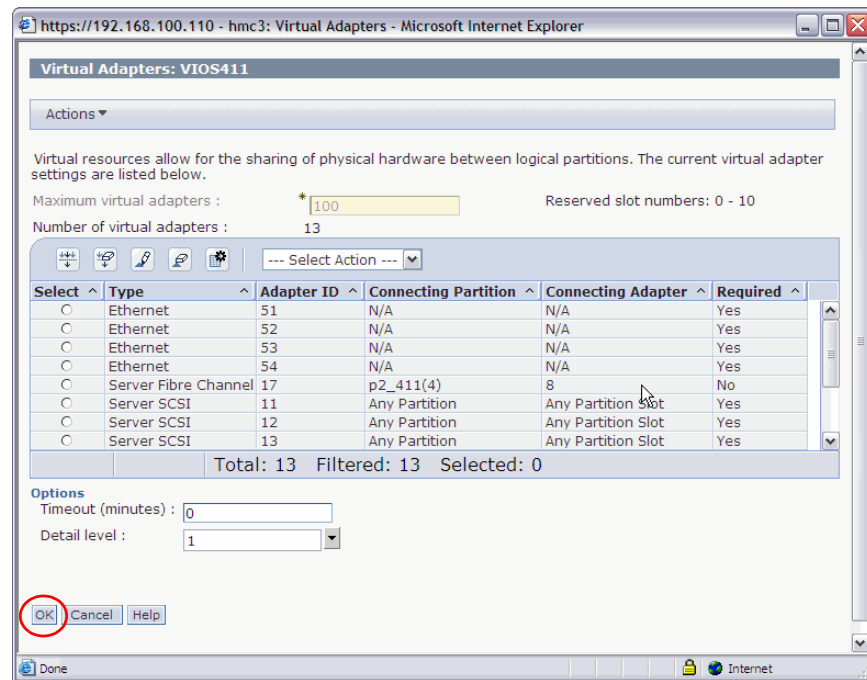 https://192.168.100.110 - hmc3: Virtual Adapters - Microsoft Internet Explorer
Virtual Adapters: VIOS411
Actions
Virtual resources allow for the sharing of physical hardware between logical partitions. The current virtual adapter
settings are listed below.
Maximum virtual adapters : * 100 Reserved slot numbers: 0 - 10
Number of virtual adapters : 13
--- Select Action ---
Select ^ Type ^ Adapter ID ^ Connecting Partition ^ Connecting Adapter ^ Required ^
Ethernet 51 N/A N/A Yes
Ethernet 52 N/A N/A Yes
Ethernet 53 N/A N/A Yes
Ethernet 54 N/A N/A Yes
Server Fibre Channel 17 p2_411(4) 8 No
Server SCSI 11 Any Partition Any Partition Slot Yes
Server SCSI 12 Any Partition Any Partition Slot Yes
Server SCSI 13 Any Partition Any Partition Slot Yes
Total: 13 Filtered: 13 Selected: 0
Options
Timeout (minutes) : 0
Detail level : 1
OK Cancel Help
Done Internet